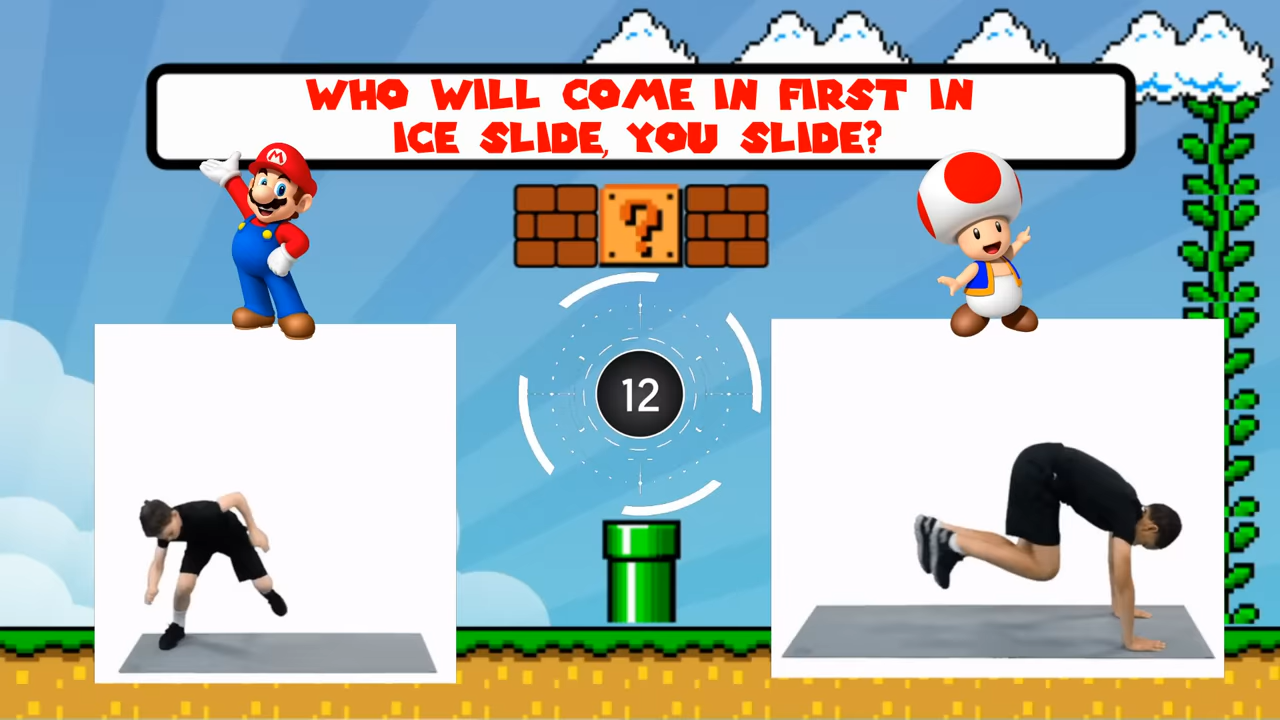 WHO WILL COME IN FIRST IN
ICE SLIDE, YOU SLIDE?
M
?
12